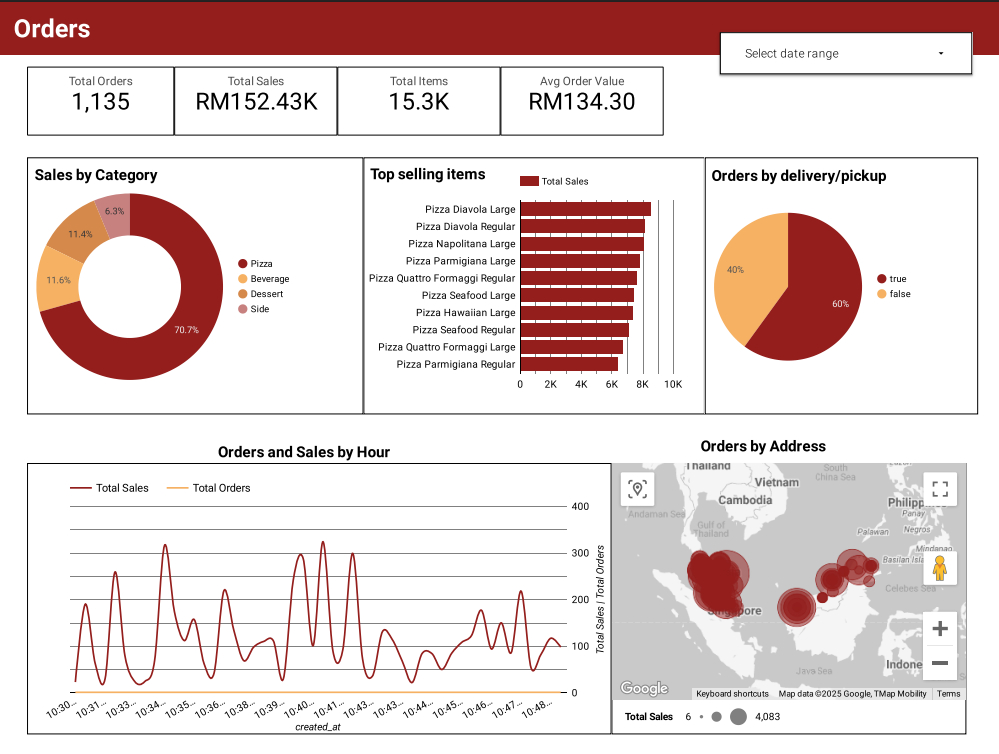 Orders
Select date range
Total Orders
1,135
Total Sales
RM152.43K
Total Items
15.3K
Avg Order Value
RM134.30
Sales by Category
6.3%
11.4%
11.6%
70.7%
Pizza
Beverage
Dessert
Side
Top selling items
Total Sales
Pizza Diavola Large
Pizza Diavola Regular
Pizza Napolitana Large
Pizza Parmigiana Large
Pizza Quattro Formaggi Regular
Pizza Seafood Large
Pizza Hawaiian Large
Pizza Seafood Regular
Pizza Quattro Formaggi Large
Pizza Parmigiana Regular
0 2K 4K 6K 8K 10K
Orders by delivery/pickup
40%
60%
true
false
Orders and Sales by Hour
Total Sales Total Orders
400
300
200
100
0
Total Sales | Total Orders
10:30… 10:31… 10:33… 10:34… 10:35… 10:36… 10:38… 10:39… 10:40… 10:41… 10:43… 10:43… 10:44… 10:45… 10:46… 10:47… 10:48…
created_at
Orders by Address
Thailand
South
China Sea
Vietnam
Cambodia
Andaman Sea
Gulf of
Thailand
Philipp
Panay
Negros
Palawan
Mindanao
Basilan Isla
Celebes Sea
Java Sea
Indone
Google
Keyboard shortcuts Map data ©2025 Google, TMap Mobility Terms
Total Sales 6 4,083